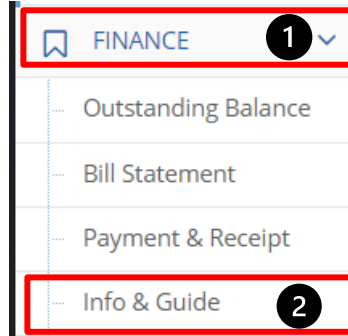 FINANCE 1
Outstanding Balance
Bill Statement
Payment & Receipt
Info & Guide 2